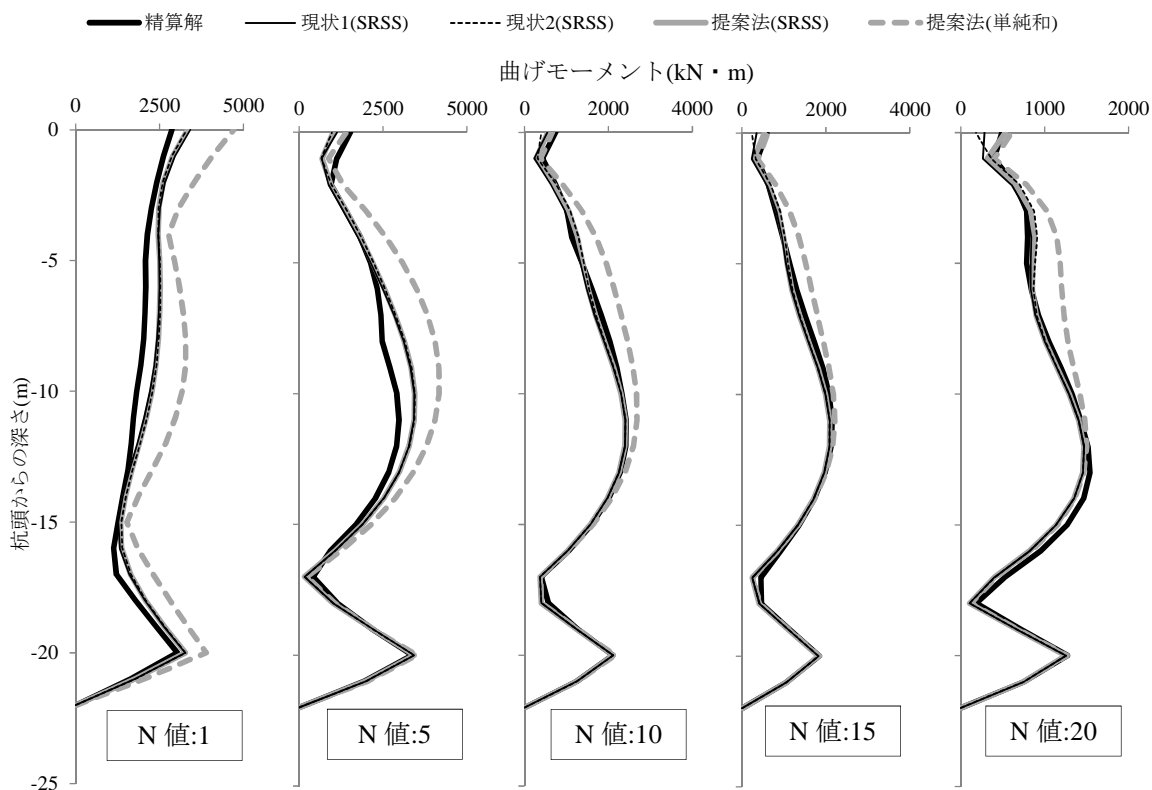 精算解 現状1(SRSS) 現状2(SRSS) 提案法(SRSS) 提案法(単純和)
曲げモーメント(kN・m)
0 2500 5000 0 2500 5000 0 2000 4000 0 2000 4000 0 1000 2000
杭頭からの深さ(m)
0
-5
-10
-15
-20
-25
N 値:1 N 値:5 N 値:10 N 値:15 N 値:20